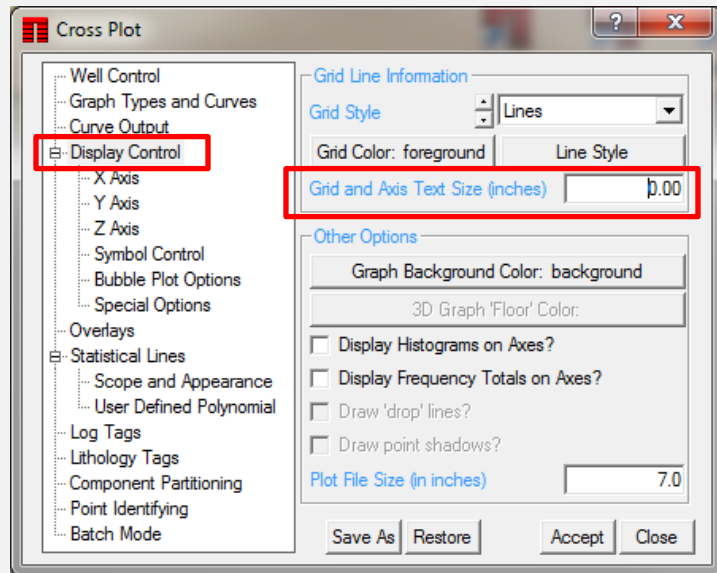 Cross Plot
?
Well Control
Graph Types and Curves
Curve Output
Display Control
X Axis
Y Axis
Z Axis
Symbol Control
Bubble Plot Options
Special Options
Overlays
Statistical Lines
Scope and Appearance
User Defined Polynomial
Log Tags
Lithology Tags
Component Partitioning
Point Identifying
Batch Mode
Grid Line Information
Grid Style Lines
Grid Color: foreground Line Style
Grid and Axis Text Size (inches) 0.00
Other Options
Graph Background Color: background
3D Graph 'Floor' Color:
Display Histograms on Axes?
Display Frequency Totals on Axes?
Draw 'drop' lines?
Draw point shadows?
Plot File Size (in inches) 7.0
Save As Restore Accept Close